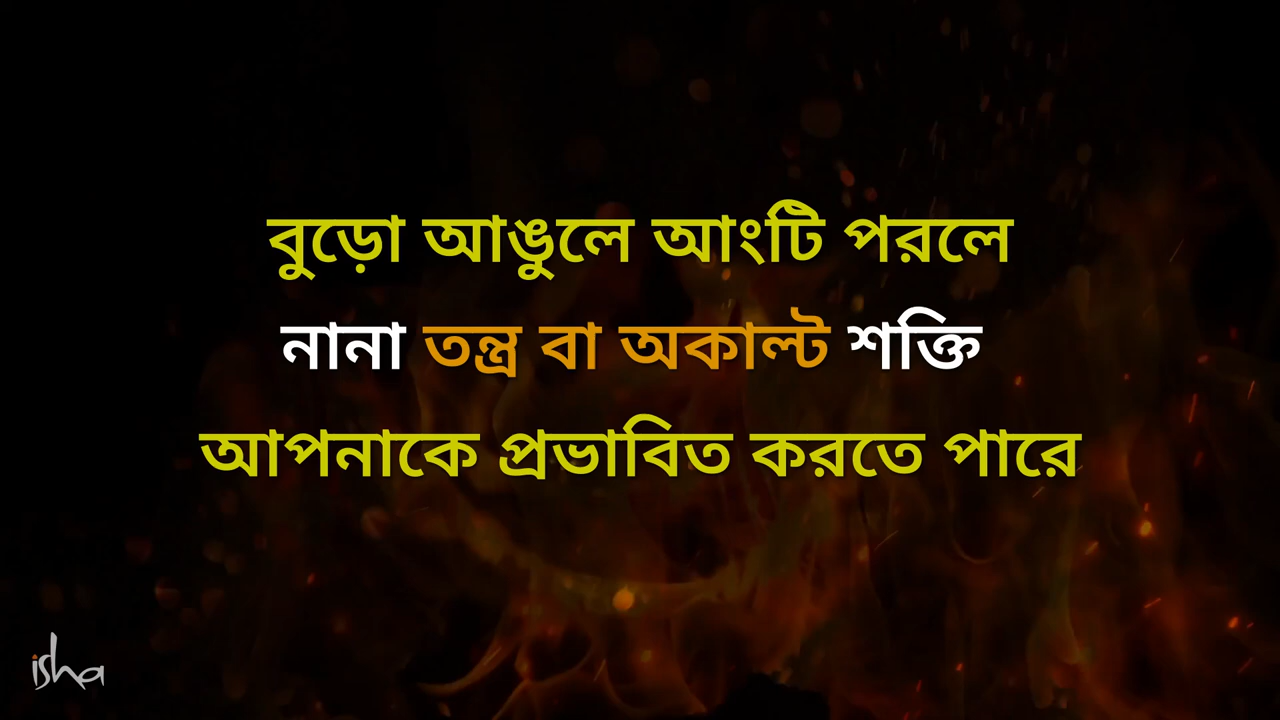 বুড়ো আঙুলে আংটি পরলে
নানা তন্ত্র বা অকাল্ট শক্তি
আপনাকে প্রভাবিত করতে পারে
isha